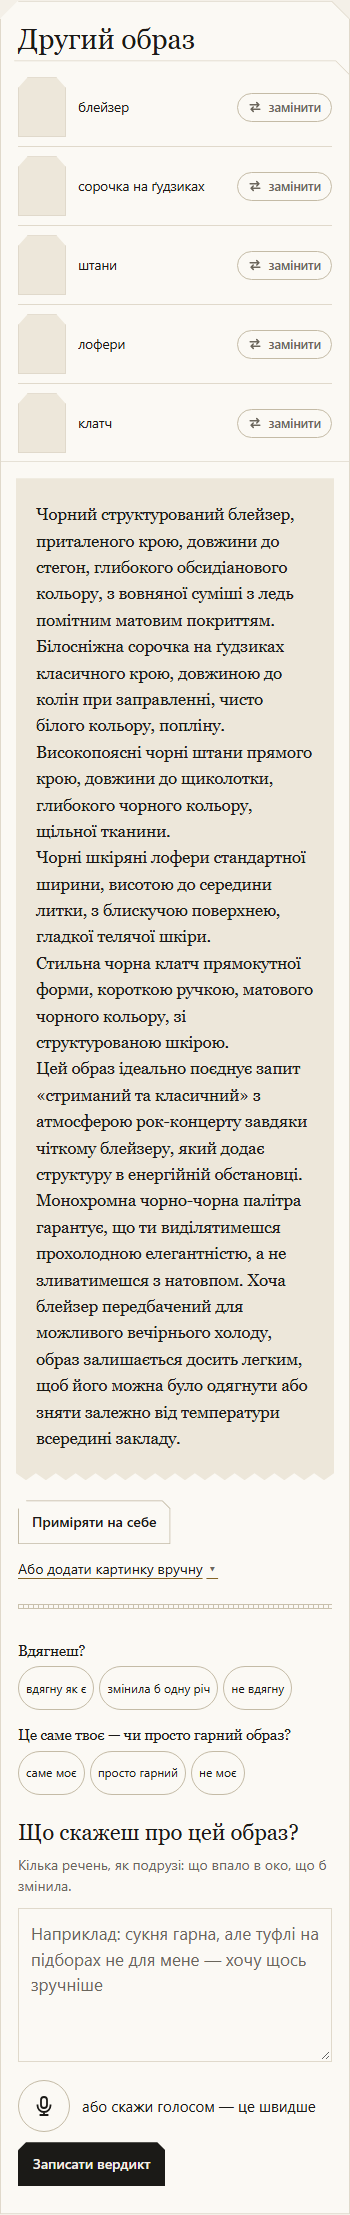 Другий образ
блейзер
замінити
сорочка на ґудзиках
замінити
штани
замінити
лофери
замінити
клатч
замінити
Чорний структурований блейзер,
приталеного крою, довжини до
стегон, глибокого обсидіанового
кольору, з вовняної суміші з ледь
помітним матовим покриттям.
Білосніжна сорочка на ґудзиках
класичного крою, довжиною до
колін при заправленні, чисто
білого кольору, попліну.
Високопоясні чорні штани прямого
крою, довжини до щиколотки,
глибокого чорного кольору,
щільної тканини.
Чорні шкіряні лофери стандартної
ширини, висотою до середини
литки, з блискучою поверхнею,
гладкої телячої шкіри.
Стильна чорна клатч прямокутної
форми, короткою ручкою, матового
чорного кольору, зі
структурованою шкірою.
Цей образ ідеально поєднує запит
«стриманий та класичний» з
атмосферою рок-концерту завдяки
чіткому блейзеру, який додає
структуру в енергійній обстановці.
Монохромна чорно-чорна палітра
гарантує, що ти виділятимешся
прохолодною елегантністю, а не
зливатимешся з натовпом. Хоча
блейзер передбачений для
можливого вечірнього холоду,
образ залишається досить легким,
щоб його можна було одягнути або
зняти залежно від температури
всередині закладу.
Приміряти на себе
Або додати картинку вручну
Вдягнеш?
вдягну як є
змінила б одну річ
не вдягну
Це саме твоє — чи просто гарний образ?
саме моє
просто гарний
не моє
Що скажеш про цей образ?
Кілька речень, як подрузі: що впало в око, що б
змінила.
Наприклад: сукня гарна, але туфлі на
підборах не для мене — хочу щось
зручніше
або скажи голосом — це швидше
Записати вердикт